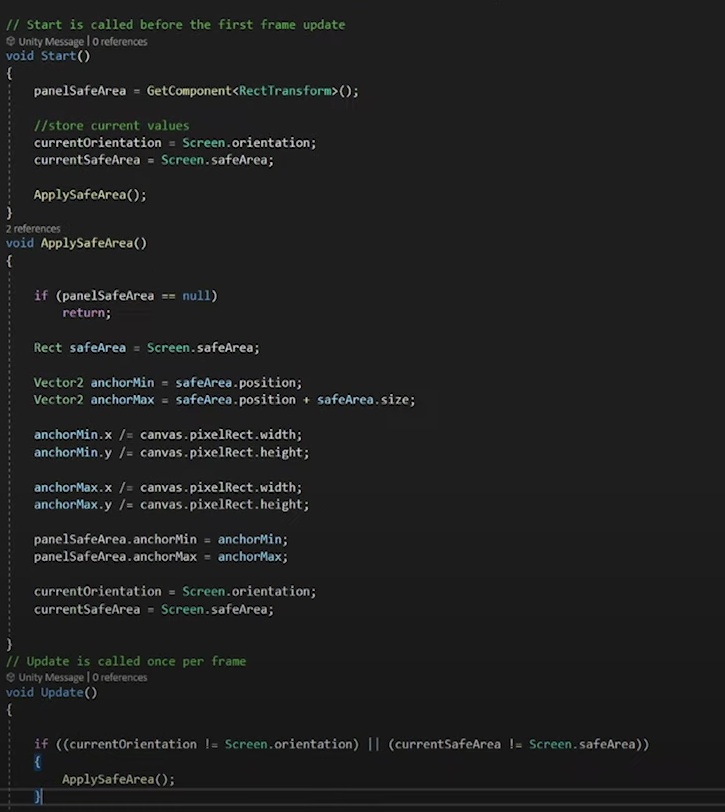 // Start is called before the first frame update
Unity Message | 0 references
void Start()
{
panelSafeArea = GetComponent<RectTransform>();
//store current values
currentOrientation = Screen.orientation;
currentSafeArea = Screen.safeArea;
ApplySafeArea();
}
2 references
void ApplySafeArea()
{
if (panelSafeArea == null)
return;
Rect safeArea = Screen.safeArea;
Vector2 anchorMin = safeArea.position;
Vector2 anchorMax = safeArea.position + safeArea.size;
anchorMin.x /= canvas.pixelRect.width;
anchorMin.y /= canvas.pixelRect.height;
anchorMax.x /= canvas.pixelRect.width;
anchorMax.y /= canvas.pixelRect.height;
panelSafeArea.anchorMin = anchorMin;
panelSafeArea.anchorMax = anchorMax;
currentOrientation = Screen.orientation;
currentSafeArea = Screen.safeArea;
}
// Update is called once per frame
Unity Message | 0 references
void Update()
{
if ((currentOrientation != Screen.orientation) || (currentSafeArea != Screen.safeArea))
{
ApplySafeArea();
}